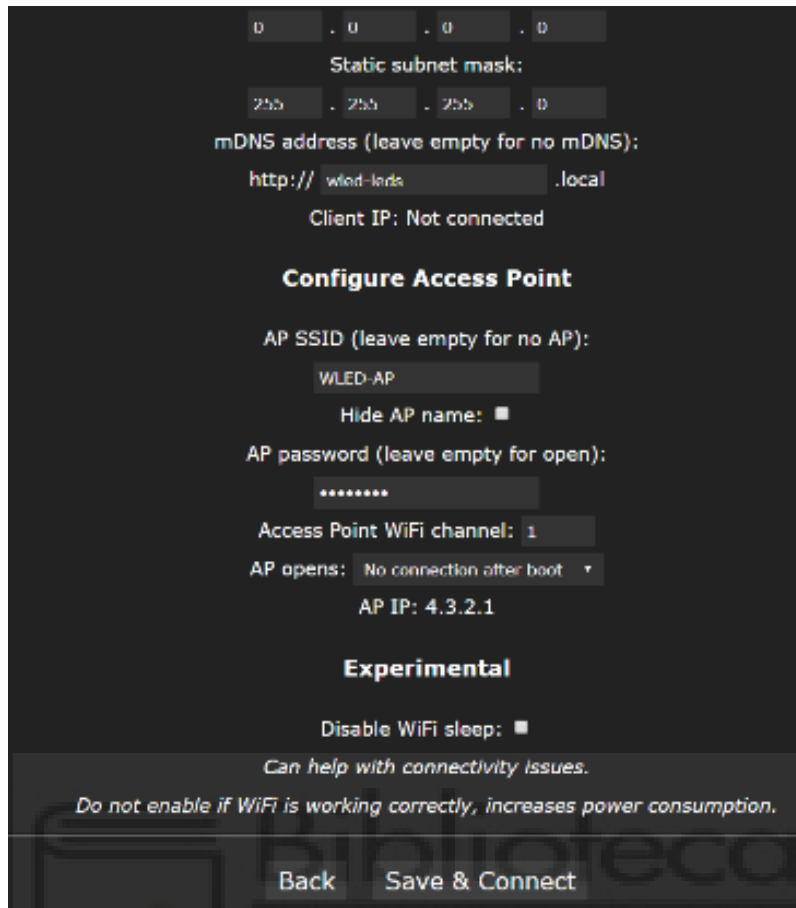 0 . 0 . 0 . 0
Static subnet mask:
255 . 255 . 255 . 0
mDNS address (leave empty for no mDNS):
http:// wled-leds .local
Client IP: Not connected
Configure Access Point
AP SSID (leave empty for no AP):
WLED-AP
Hide AP name:
AP password (leave empty for open):
••••••••
Access Point WiFi channel: 1
AP opens: No connection after boot
AP IP: 4.3.2.1
Experimental
Disable WiFi sleep:
Can help with connectivity issues.
Do not enable if WiFi is working correctly, increases power consumption.
Biblioteca
Back Save & Connect